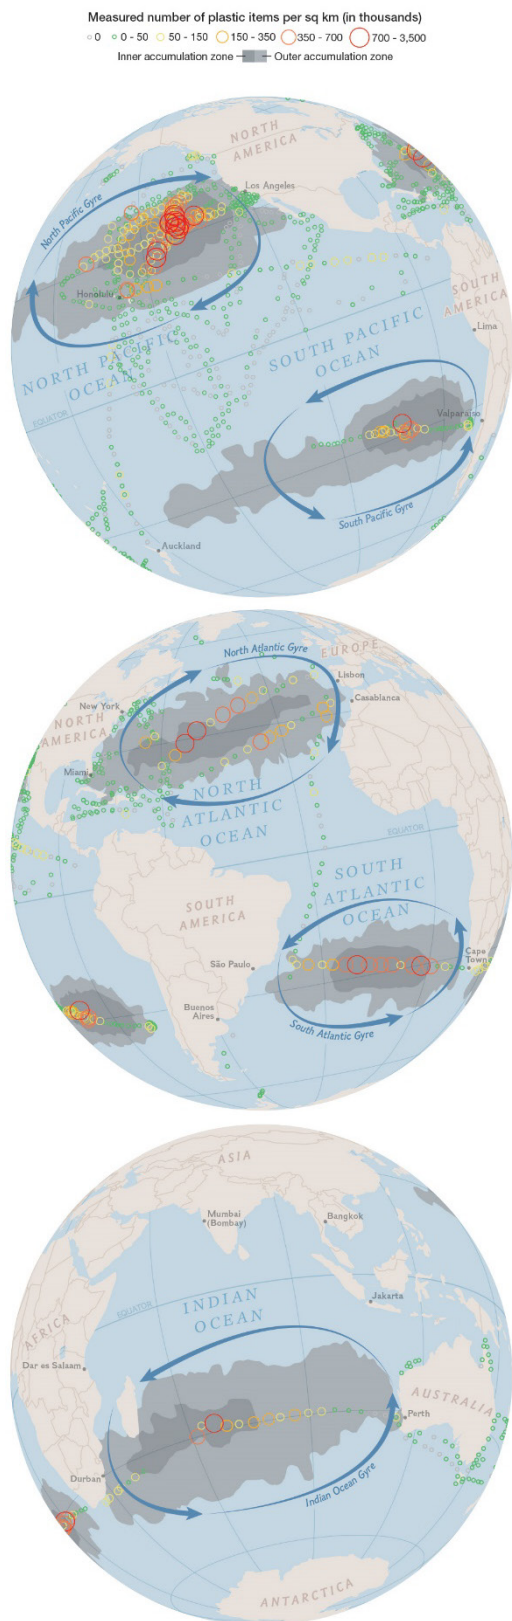 Measured number of plastic items per sq km (in thousands)
0 0 - 50 50 - 150 150 - 350 350 - 700 700 - 3,500
Inner accumulation zone Outer accumulation zone
NORTH
AMERICA
Los Angeles
North Pacific Gyre
Honolulu
SOUTH
AMERICA
Lima
NORTH PACIFIC
OCEAN
SOUTH PACIFIC
OCEAN
EQUATOR
Valparaiso
South Pacific Gyre
Auckland
North Atlantic Gyre
EUROPE
Lisbon
Casablanca
New York
NORTH
AMERICA
Miami
NORTH
ATLANTIC
OCEAN
AFRICA
EQUATOR
SOUTH
AMERICA
SOUTH
ATLANTIC
OCEAN
São Paulo
Cape
Town
Buenos
Aires
South Atlantic Gyre
ASIA
Mumbai
(Bombay)
Bangkok
EQUATOR
INDIAN
OCEAN
Jakarta
AFRICA
Dar es Salaam
AUSTRALIA
Perth
Durban
Indian Ocean Gyre
ANTARCTICA